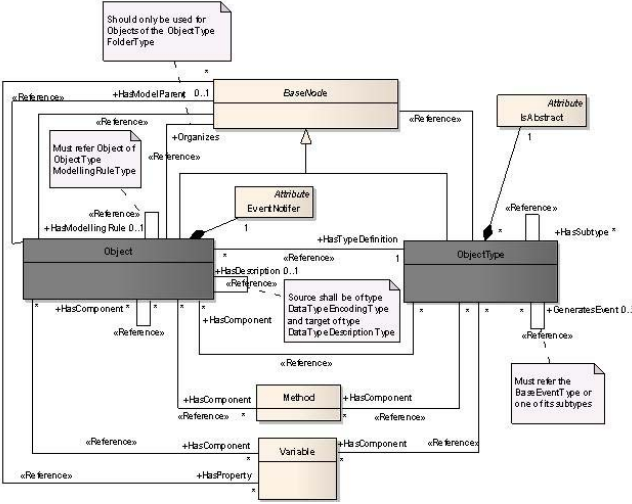 Should only be used for
Objects of the ObjectType
FolderType
*
+HasModelParent 0..1
«Reference»
BaseNode
Attribute
IsAbstract
1
«Reference»
+Organizes
«Reference»
«Reference»
Must refer Object of
ObjectType
ModellingRuleType
Attribute
EventNotifer
1
«Reference»
+HasModelling Rule 0..1
*
Object
*
+HasTypeDefinition
«Reference»
1
ObjectType
*
«Reference»
*
+HasSubtype *
+HasDescription 0..1
«Reference»
Source shall be of type
DataTypeEncodingType
and target of type
DataTypeDescriptionType
*
+HasComponent *
*
*
*
+HasComponent
«Reference»
*
*
*
*
*
+GeneratesEvent 0..
«Reference»
«Reference»
Must refer the
BaseEventType or
one of its subtypes
+HasComponent
«Reference»
*
Method
+HasComponent
*
«Reference»
«Reference»
+HasComponent
*
Variable
+HasComponent
*
«Reference»
«Reference»
+HasProperty
*